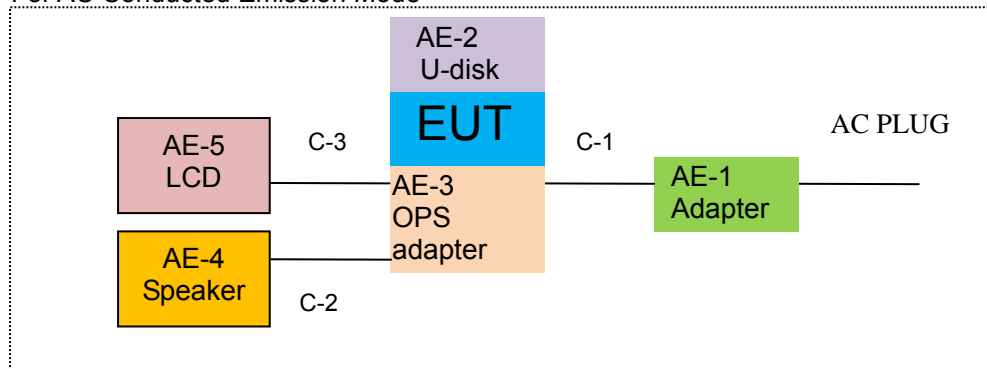 For AC Conducted Emission Mode
AE-2
U-disk
EUT
AC PLUG
C-3
C-1
AE-5
LCD
AE-3
OPS
adapter
AE-1
Adapter
AE-4
Speaker
C-2